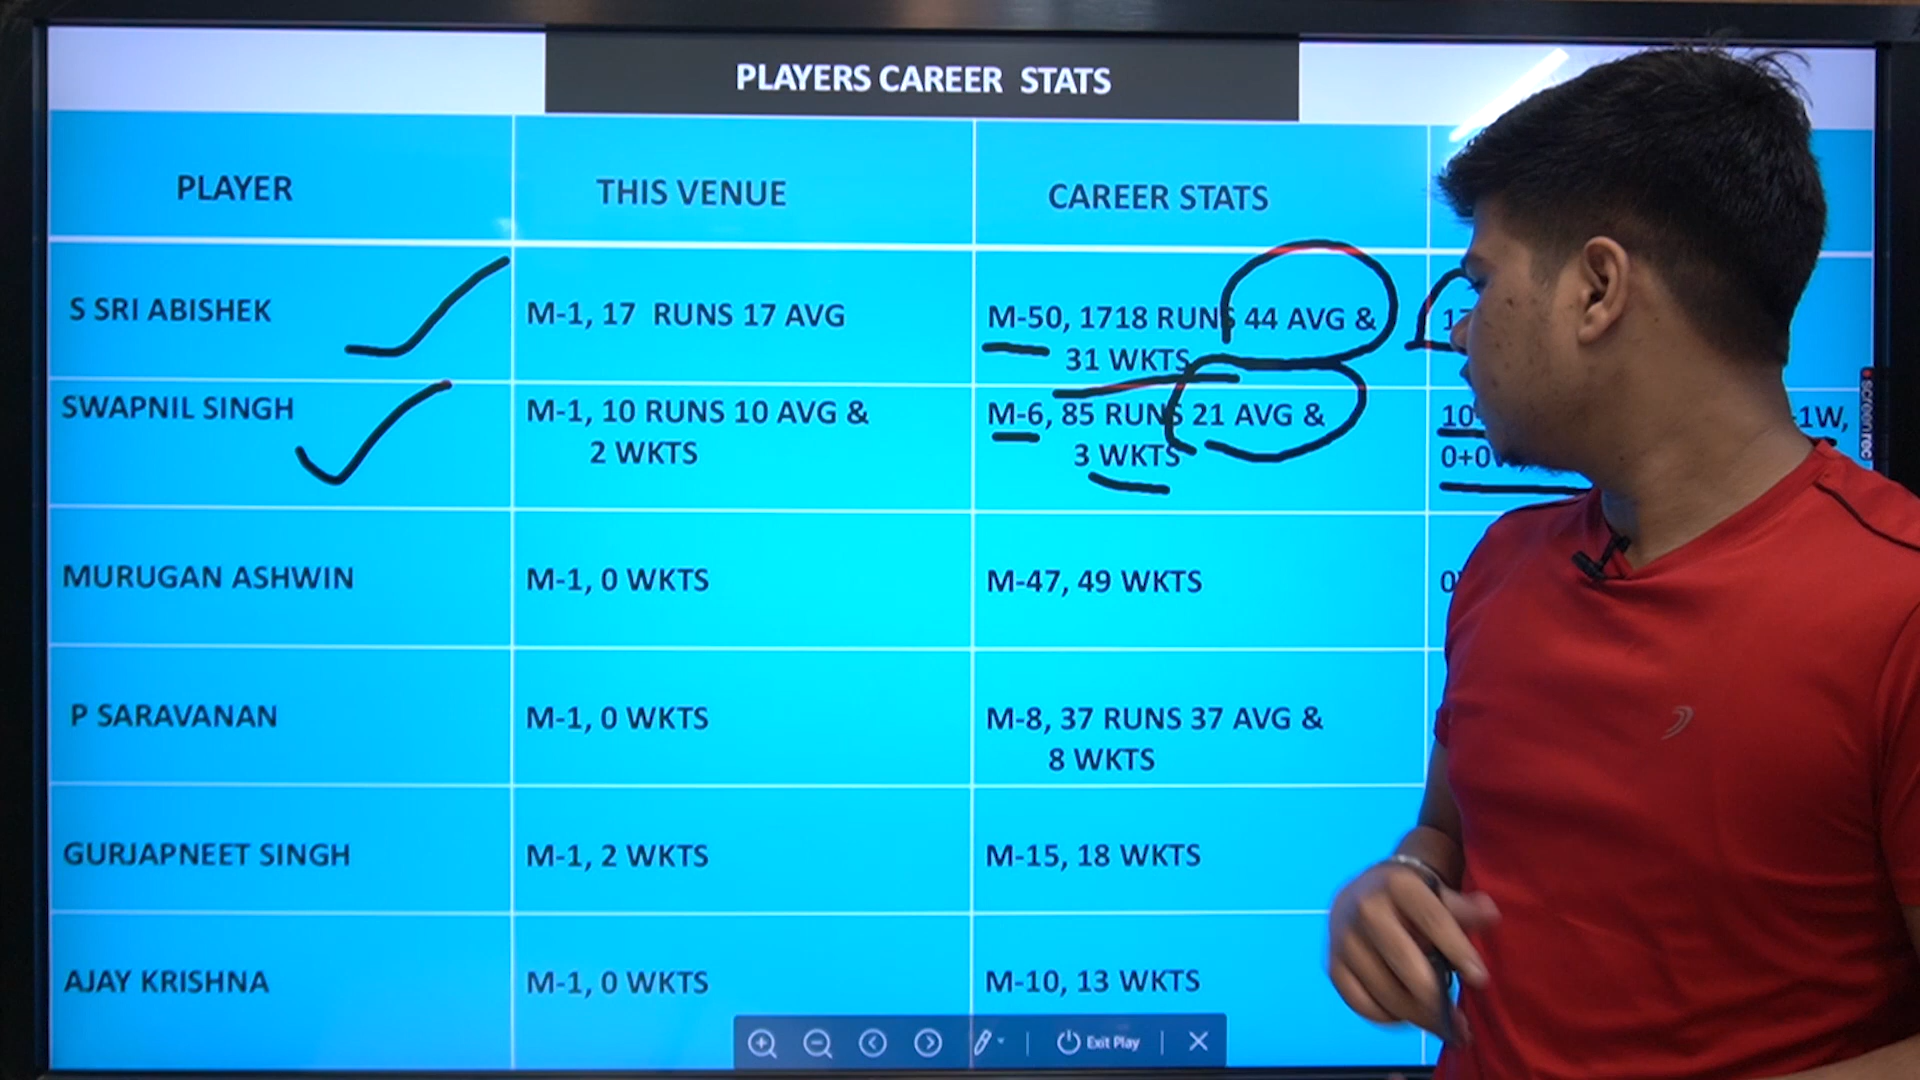 PLAYERS CAREER STATS
PLAYER THIS VENUE CAREER STATS
S SRI ABISHEK M-1, 17 RUNS 17 AVG M-50, 1718 RUNS 44 AVG &
31 WKTS
SWAPNIL SINGH M-1, 10 RUNS 10 AVG & M-6, 85 RUNS 21 AVG &
2 WKTS 3 WKTS
MURUGAN ASHWIN M-1, 0 WKTS M-47, 49 WKTS
P SARAVANAN M-1, 0 WKTS M-8, 37 RUNS 37 AVG &
8 WKTS
GURJAPNEET SINGH M-1, 2 WKTS M-15, 18 WKTS
AJAY KRISHNA M-1, 0 WKTS M-10, 13 WKTS
Exit Play